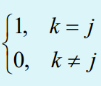 1, k = j
0, k ≠ j